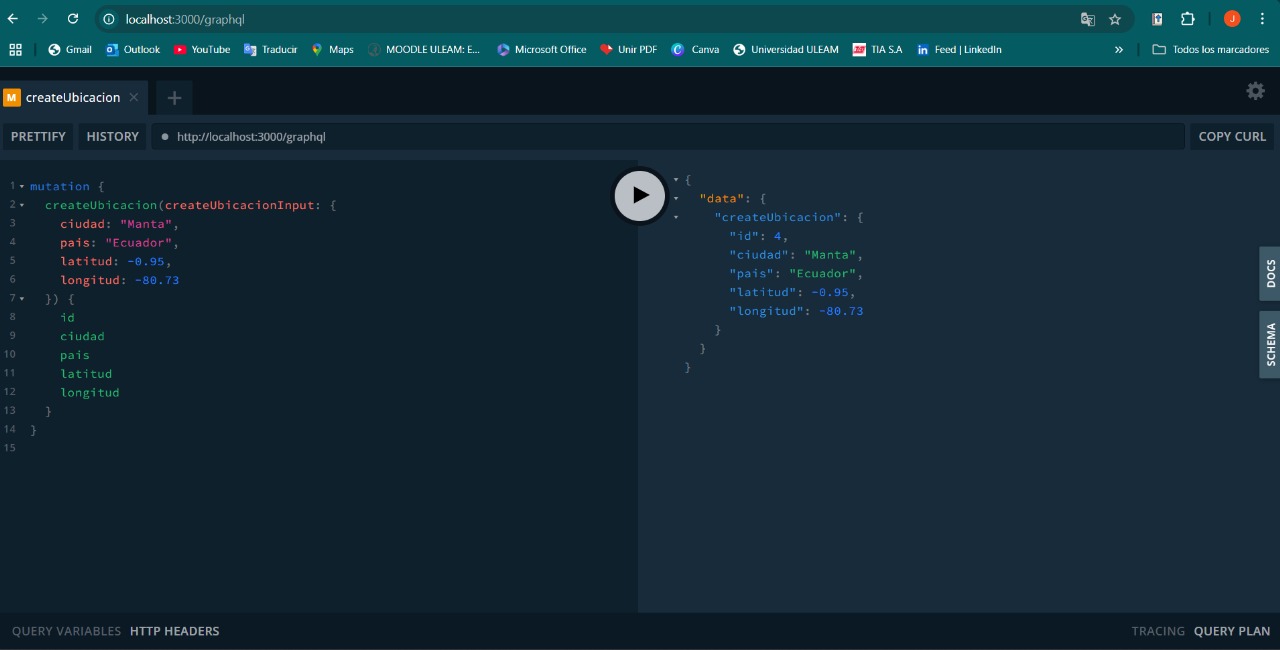 localhost:3000/graphql
J
Gmail Outlook YouTube Traducir Maps MOODLE ULEAM: E... Microsoft Office Unir PDF Canva Universidad ULEAM TIA S.A Feed | LinkedIn » Todos los marcadores
M createUbicacion × +
PRETTIFY HISTORY http://localhost:3000/graphql COPY CURL
1 mutation {
2 createUbicacion(createUbicacionInput: {
3 ciudad: "Manta",
4 pais: "Ecuador",
5 latitud: -0.95,
6 longitud: -80.73
7 }) {
8 id
9 ciudad
10 pais
11 latitud
12 longitud
13 }
14 }
15
{
"data": {
"createUbicacion": {
"id": 4,
"ciudad": "Manta",
"pais": "Ecuador",
"latitud": -0.95,
"longitud": -80.73
}
}
}
DOCS
SCHEMA
QUERY VARIABLES HTTP HEADERS TRACING QUERY PLAN